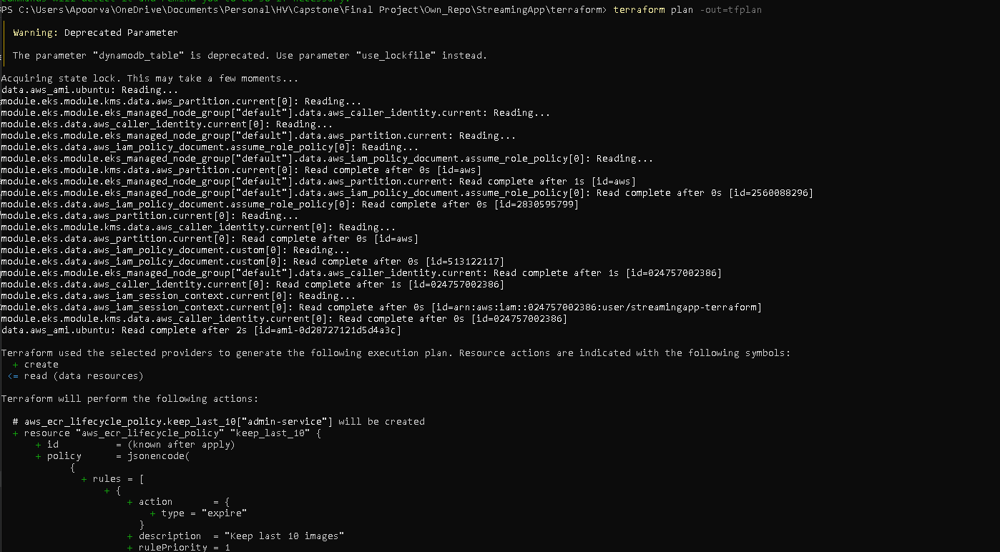 commands will detect it and remind you to do so if necessary.
PS C:\Users\Apoorva\OneDrive\Documents\Personal\HV\Capstone\Final Project\Own_Repo\StreamingApp\terraform> terraform plan -out=tfplan
Warning: Deprecated Parameter
The parameter "dynamodb_table" is deprecated. Use parameter "use_lockfile" instead.
Acquiring state lock. This may take a few moments...
data.aws_ami.ubuntu: Reading...
module.eks.module.kms.data.aws_partition.current[0]: Reading...
module.eks.module.eks_managed_node_group["default"].data.aws_caller_identity.current: Reading...
module.eks.data.aws_caller_identity.current[0]: Reading...
module.eks.module.eks_managed_node_group["default"].data.aws_partition.current: Reading...
module.eks.data.aws_iam_policy_document.assume_role_policy[0]: Reading...
module.eks.module.eks_managed_node_group["default"].data.aws_iam_policy_document.assume_role_policy[0]: Reading...
module.eks.module.kms.data.aws_partition.current[0]: Read complete after 0s [id=aws]
module.eks.module.eks_managed_node_group["default"].data.aws_partition.current: Read complete after 1s [id=aws]
module.eks.module.eks_managed_node_group["default"].data.aws_iam_policy_document.assume_role_policy[0]: Read complete after 0s [id=2560088296]
module.eks.data.aws_iam_policy_document.assume_role_policy[0]: Read complete after 0s [id=2830595799]
module.eks.data.aws_partition.current[0]: Reading...
module.eks.module.kms.data.aws_caller_identity.current[0]: Reading...
module.eks.data.aws_partition.current[0]: Read complete after 0s [id=aws]
module.eks.data.aws_iam_policy_document.custom[0]: Reading...
module.eks.data.aws_iam_policy_document.custom[0]: Read complete after 0s [id=513122117]
module.eks.module.eks_managed_node_group["default"].data.aws_caller_identity.current: Read complete after 1s [id=024757002386]
module.eks.data.aws_caller_identity.current[0]: Read complete after 1s [id=024757002386]
module.eks.data.aws_iam_session_context.current[0]: Reading...
module.eks.data.aws_iam_session_context.current[0]: Read complete after 0s [id=arn:aws:iam::024757002386:user/streamingapp-terraform]
module.eks.module.kms.data.aws_caller_identity.current[0]: Read complete after 0s [id=024757002386]
data.aws_ami.ubuntu: Read complete after 2s [id=ami-0d28727121d5d4a3c]
Terraform used the selected providers to generate the following execution plan. Resource actions are indicated with the following symbols:
+ create
<= read (data resources)
Terraform will perform the following actions:
# aws_ecr_lifecycle_policy.keep_last_10["admin-service"] will be created
+ resource "aws_ecr_lifecycle_policy" "keep_last_10" {
+ id = (known after apply)
+ policy = jsonencode(
{
+ rules = [
+ {
+ action = {
+ type = "expire"
}
+ description = "Keep last 10 images"
+ rulePriority = 1